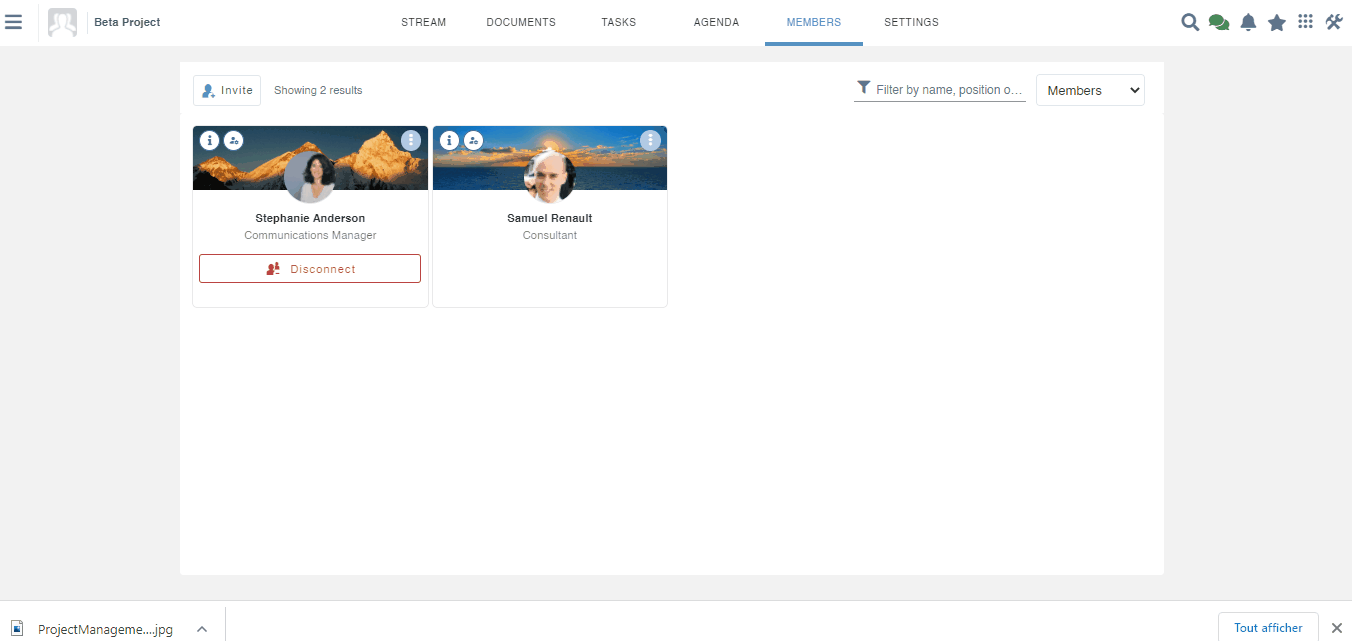 Beta Project
STREAM
DOCUMENTS
TASKS
AGENDA
MEMBERS
SETTINGS
Invite
Showing 2 results
Filter by name, position o...
Members
Stephanie Anderson
Communications Manager
Disconnect
Samuel Renault
Consultant
ProjectManageme....jpg
Tout afficher